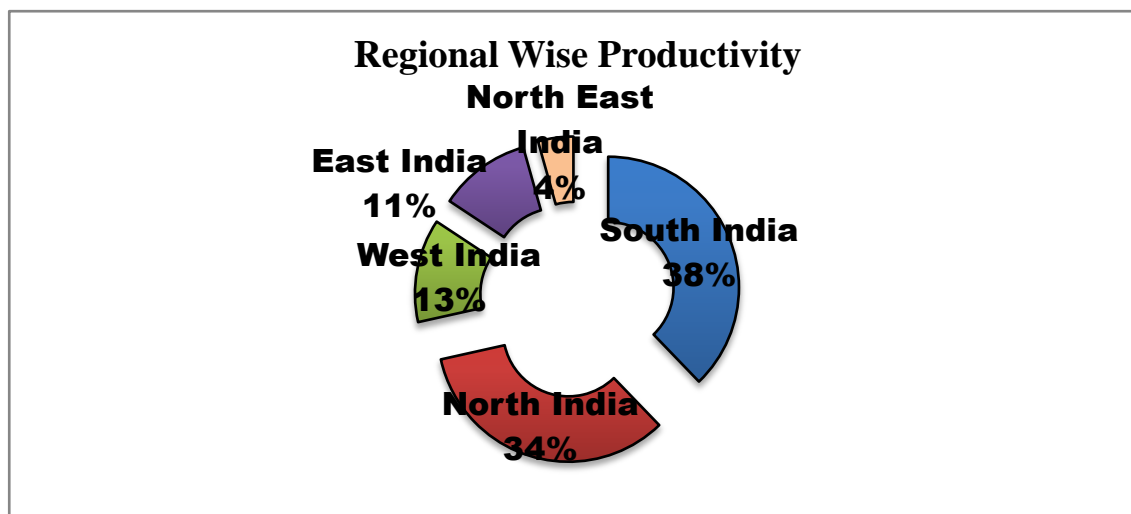 Regional Wise Productivity
North East
India
4%
East India
11%
South India
38%
West India
13%
North India
34%